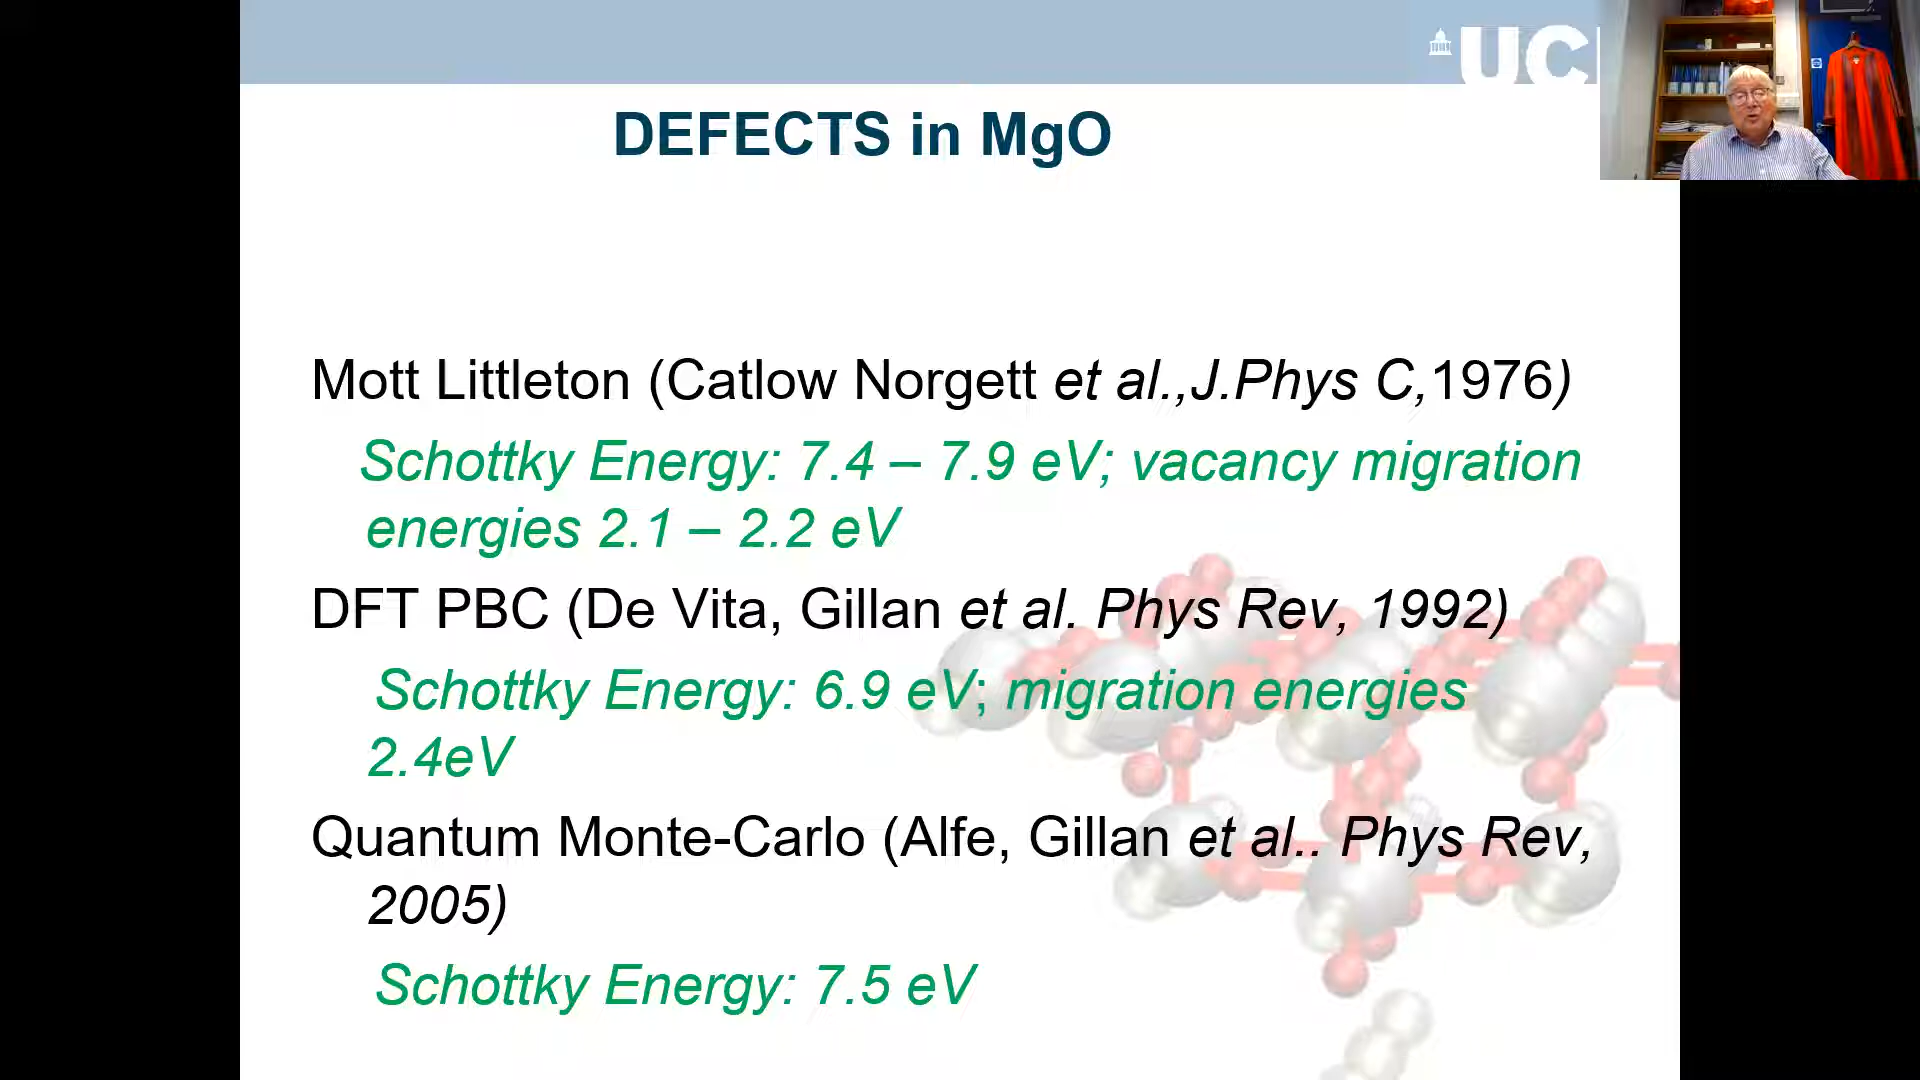 UC
DEFECTS in MgO
Mott Littleton (Catlow Norgett et al.,J.Phys C,1976)
Schottky Energy: 7.4 – 7.9 eV; vacancy migration
energies 2.1 – 2.2 eV
DFT PBC (De Vita, Gillan et al. Phys Rev, 1992)
Schottky Energy: 6.9 eV; migration energies
2.4eV
Quantum Monte-Carlo (Alfe, Gillan et al.. Phys Rev,
2005)
Schottky Energy: 7.5 eV